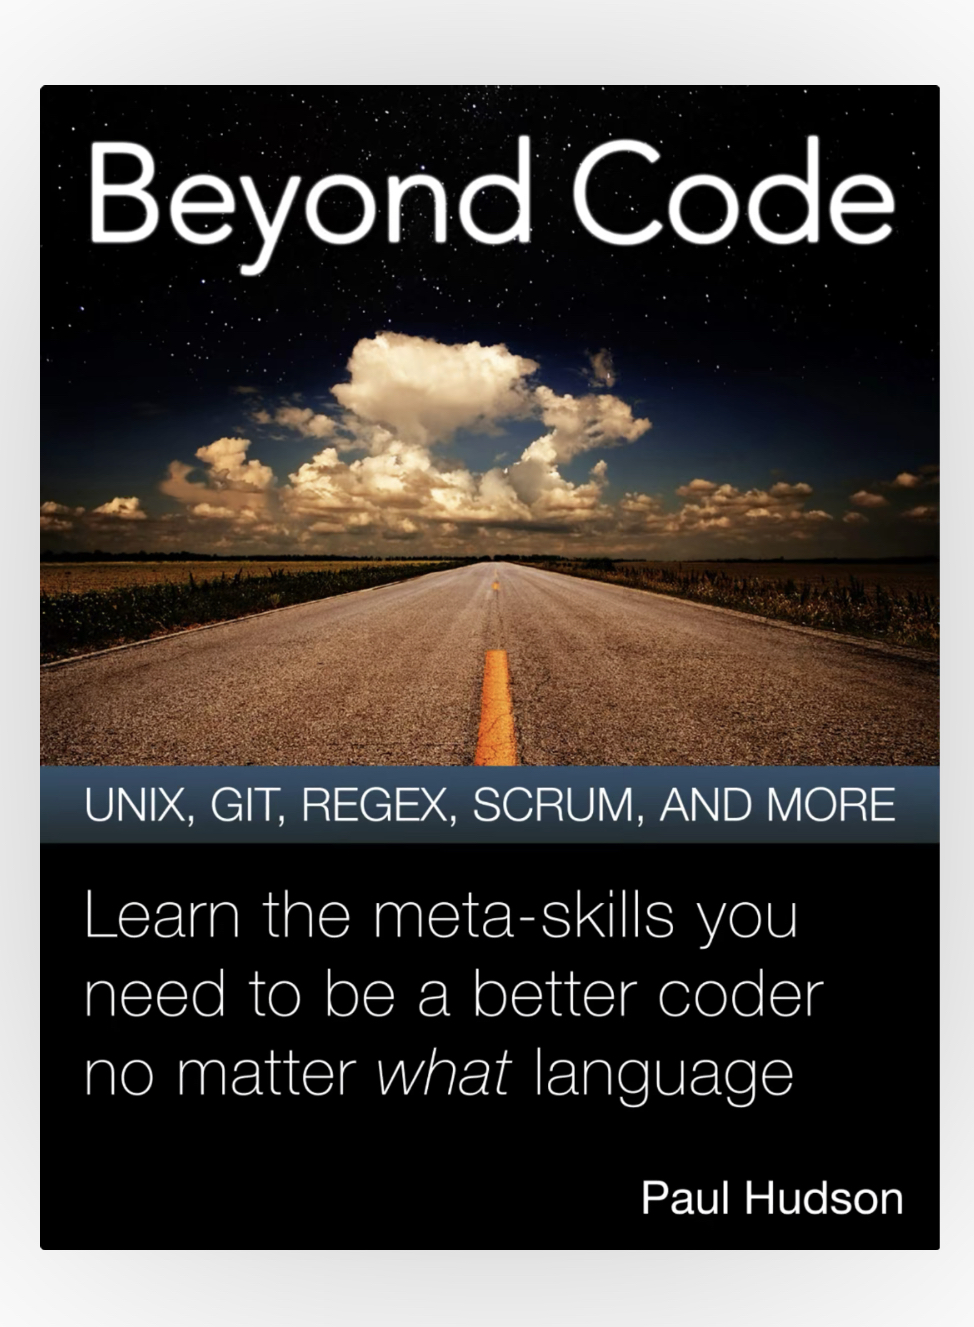 Beyond Code
UNIX, GIT, REGEX, SCRUM, AND MORE
Learn the meta-skills you
need to be a better coder
no matter what language
Paul Hudson